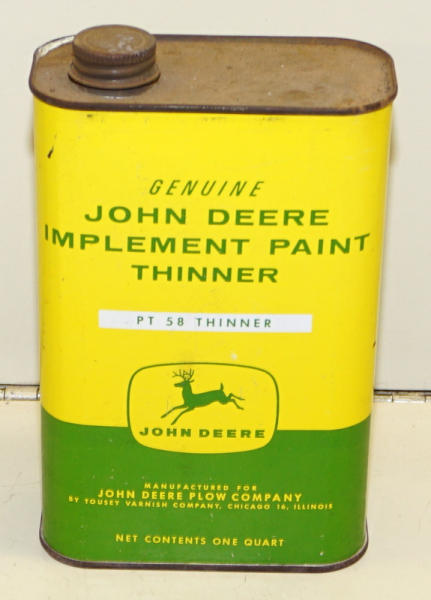 GENUINE
JOHN DEERE
IMPLEMENT PAINT
THINNER
PT 58 THINNER
JOHN DEERE
MANUFACTURED FOR
JOHN DEERE PLOW COMPANY
BY TOUSEY VARNISH COMPANY, CHICAGO 16, ILLINOIS
NET CONTENTS ONE QUART